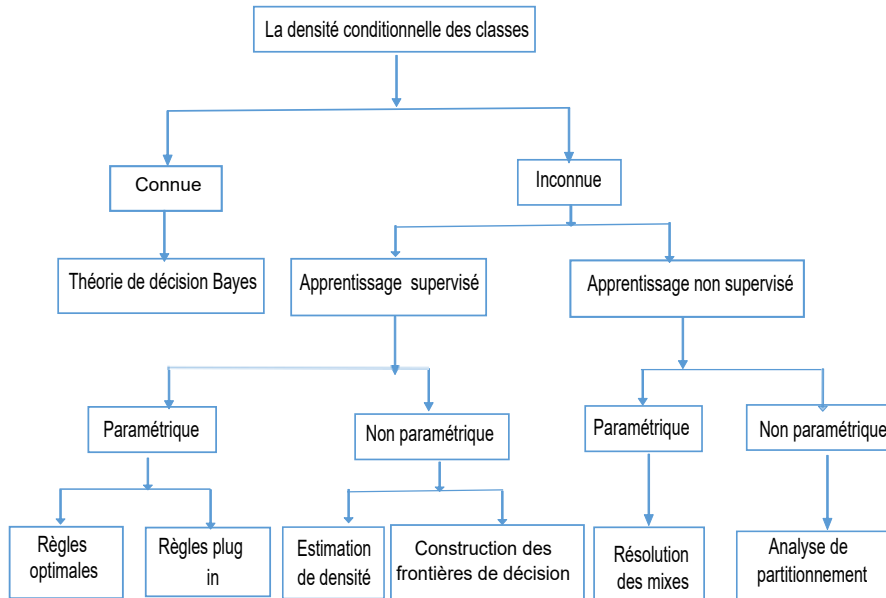 La densité conditionnelle des classes
Connue
Inconnue
Théorie de décision Bayes
Apprentissage supervisé
Apprentissage non supervisé
Paramétrique
Non paramétrique
Paramétrique
Non paramétrique
Règles
optimales
Règles plug
in
Estimation
de densité
Construction des
frontières de décision
Résolution
des mixes
Analyse de
partitionnement